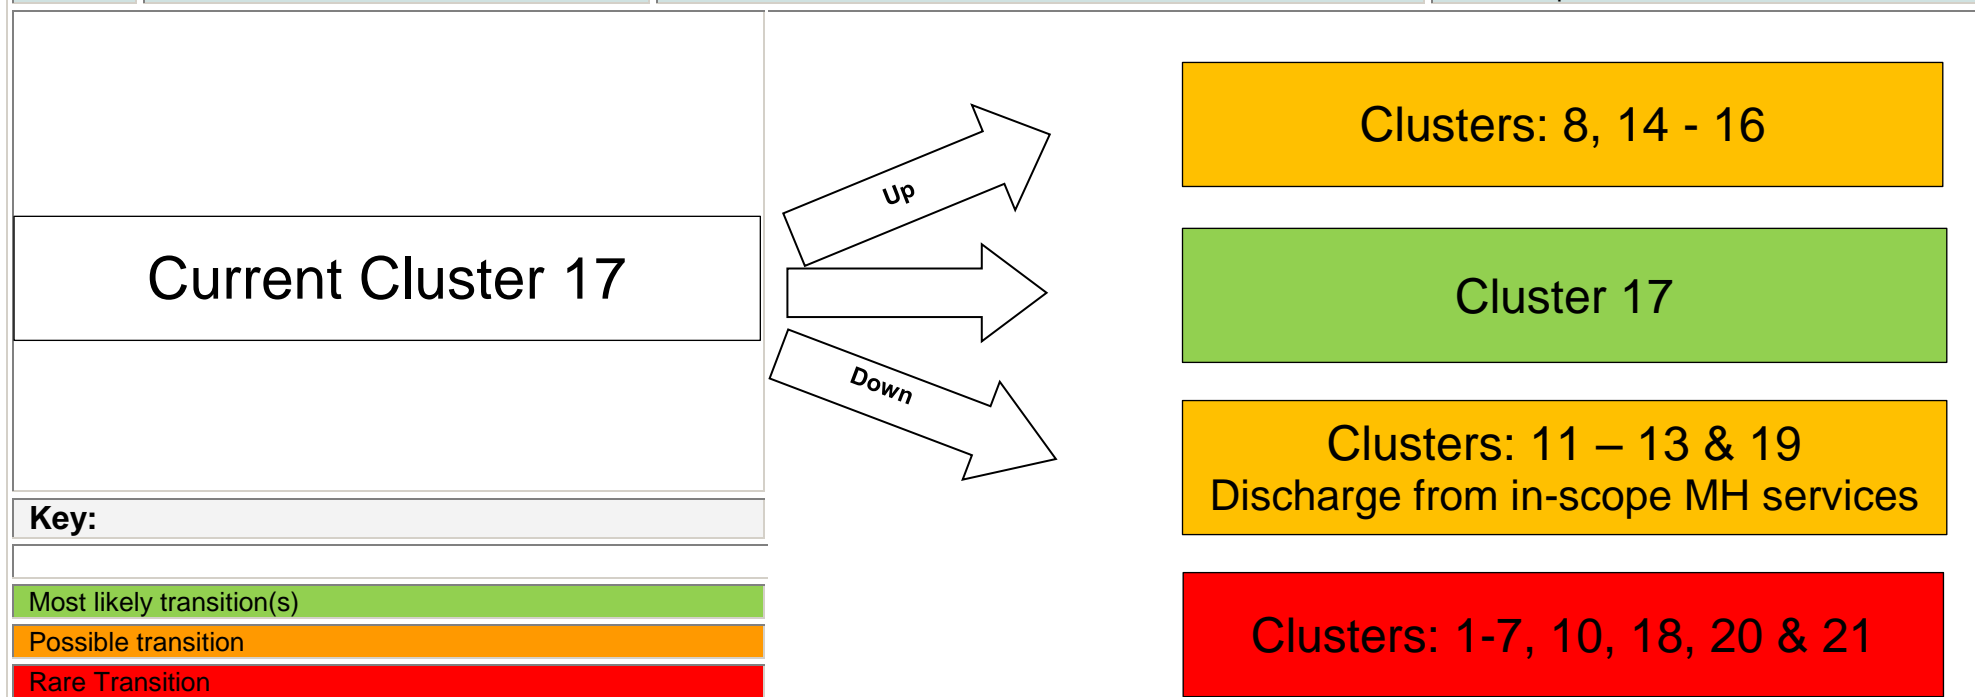 Current Cluster 17
Up
Down
Clusters: 8, 14 - 16
Cluster 17
Clusters: 11 – 13 & 19
Discharge from in-scope MH services
Clusters: 1-7, 10, 18, 20 & 21
Key:
Most likely transition(s)
Possible transition
Rare Transition